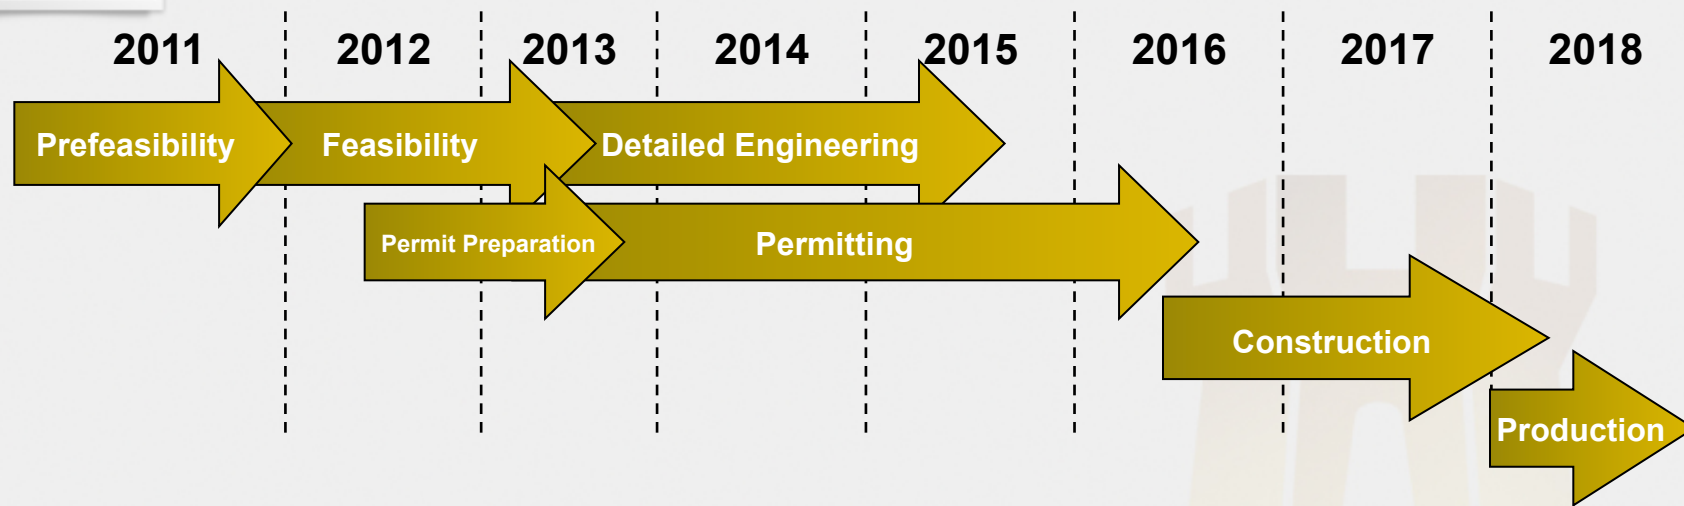 2011 2012 2013 2014 2015 2016 2017 2018
Prefeasibility Feasibility Detailed Engineering
Permit Preparation Permitting
Construction
Production